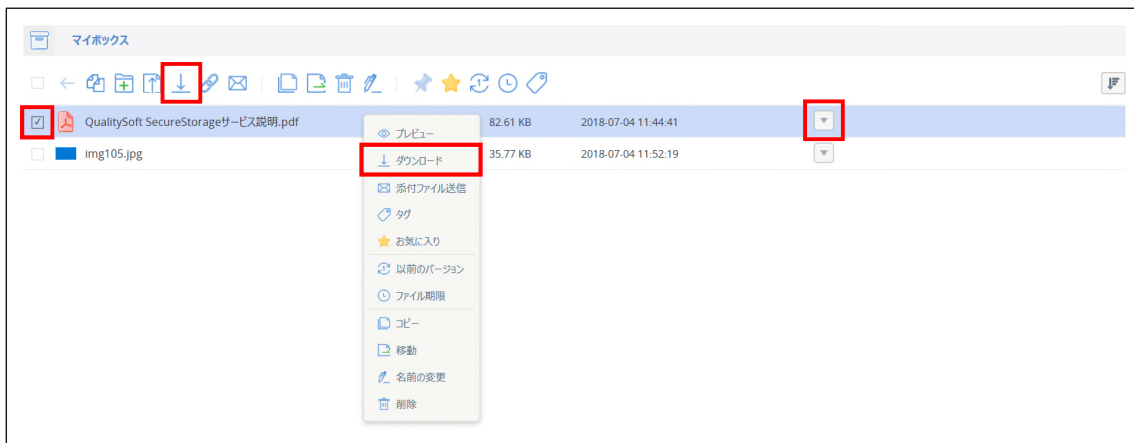 マイボックス
QualitySoft SecureStorageサービス説明.pdf 82.61 KB 2018-07-04 11:44:41
img105.jpg 35.77 KB 2018-07-04 11:52:19
プレビュー
ダウンロード
添付ファイル送信
タグ
お気に入り
以前のバージョン
ファイル期限
コピー
移動
名前の変更
削除